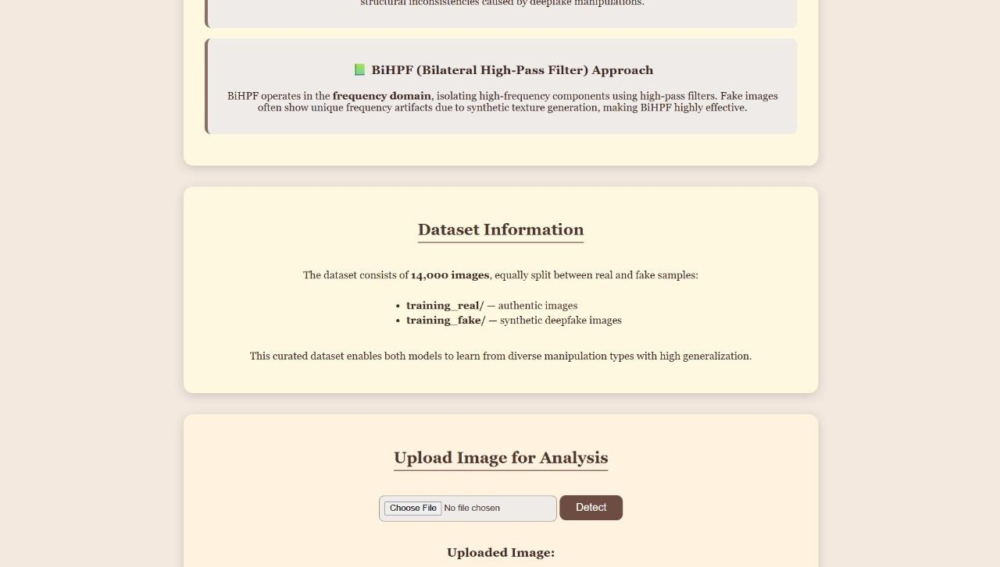 structural inconsistencies caused by deepfake manipulations.
📗 BiHPF (Bilateral High-Pass Filter) Approach
BiHPF operates in the frequency domain, isolating high-frequency components using high-pass filters. Fake images
often show unique frequency artifacts due to synthetic texture generation, making BiHPF highly effective.
Dataset Information
The dataset consists of 14,000 images, equally split between real and fake samples:
• training_real/ — authentic images
• training_fake/ — synthetic deepfake images
This curated dataset enables both models to learn from diverse manipulation types with high generalization.
Upload Image for Analysis
Choose File No file chosen Detect
Uploaded Image: